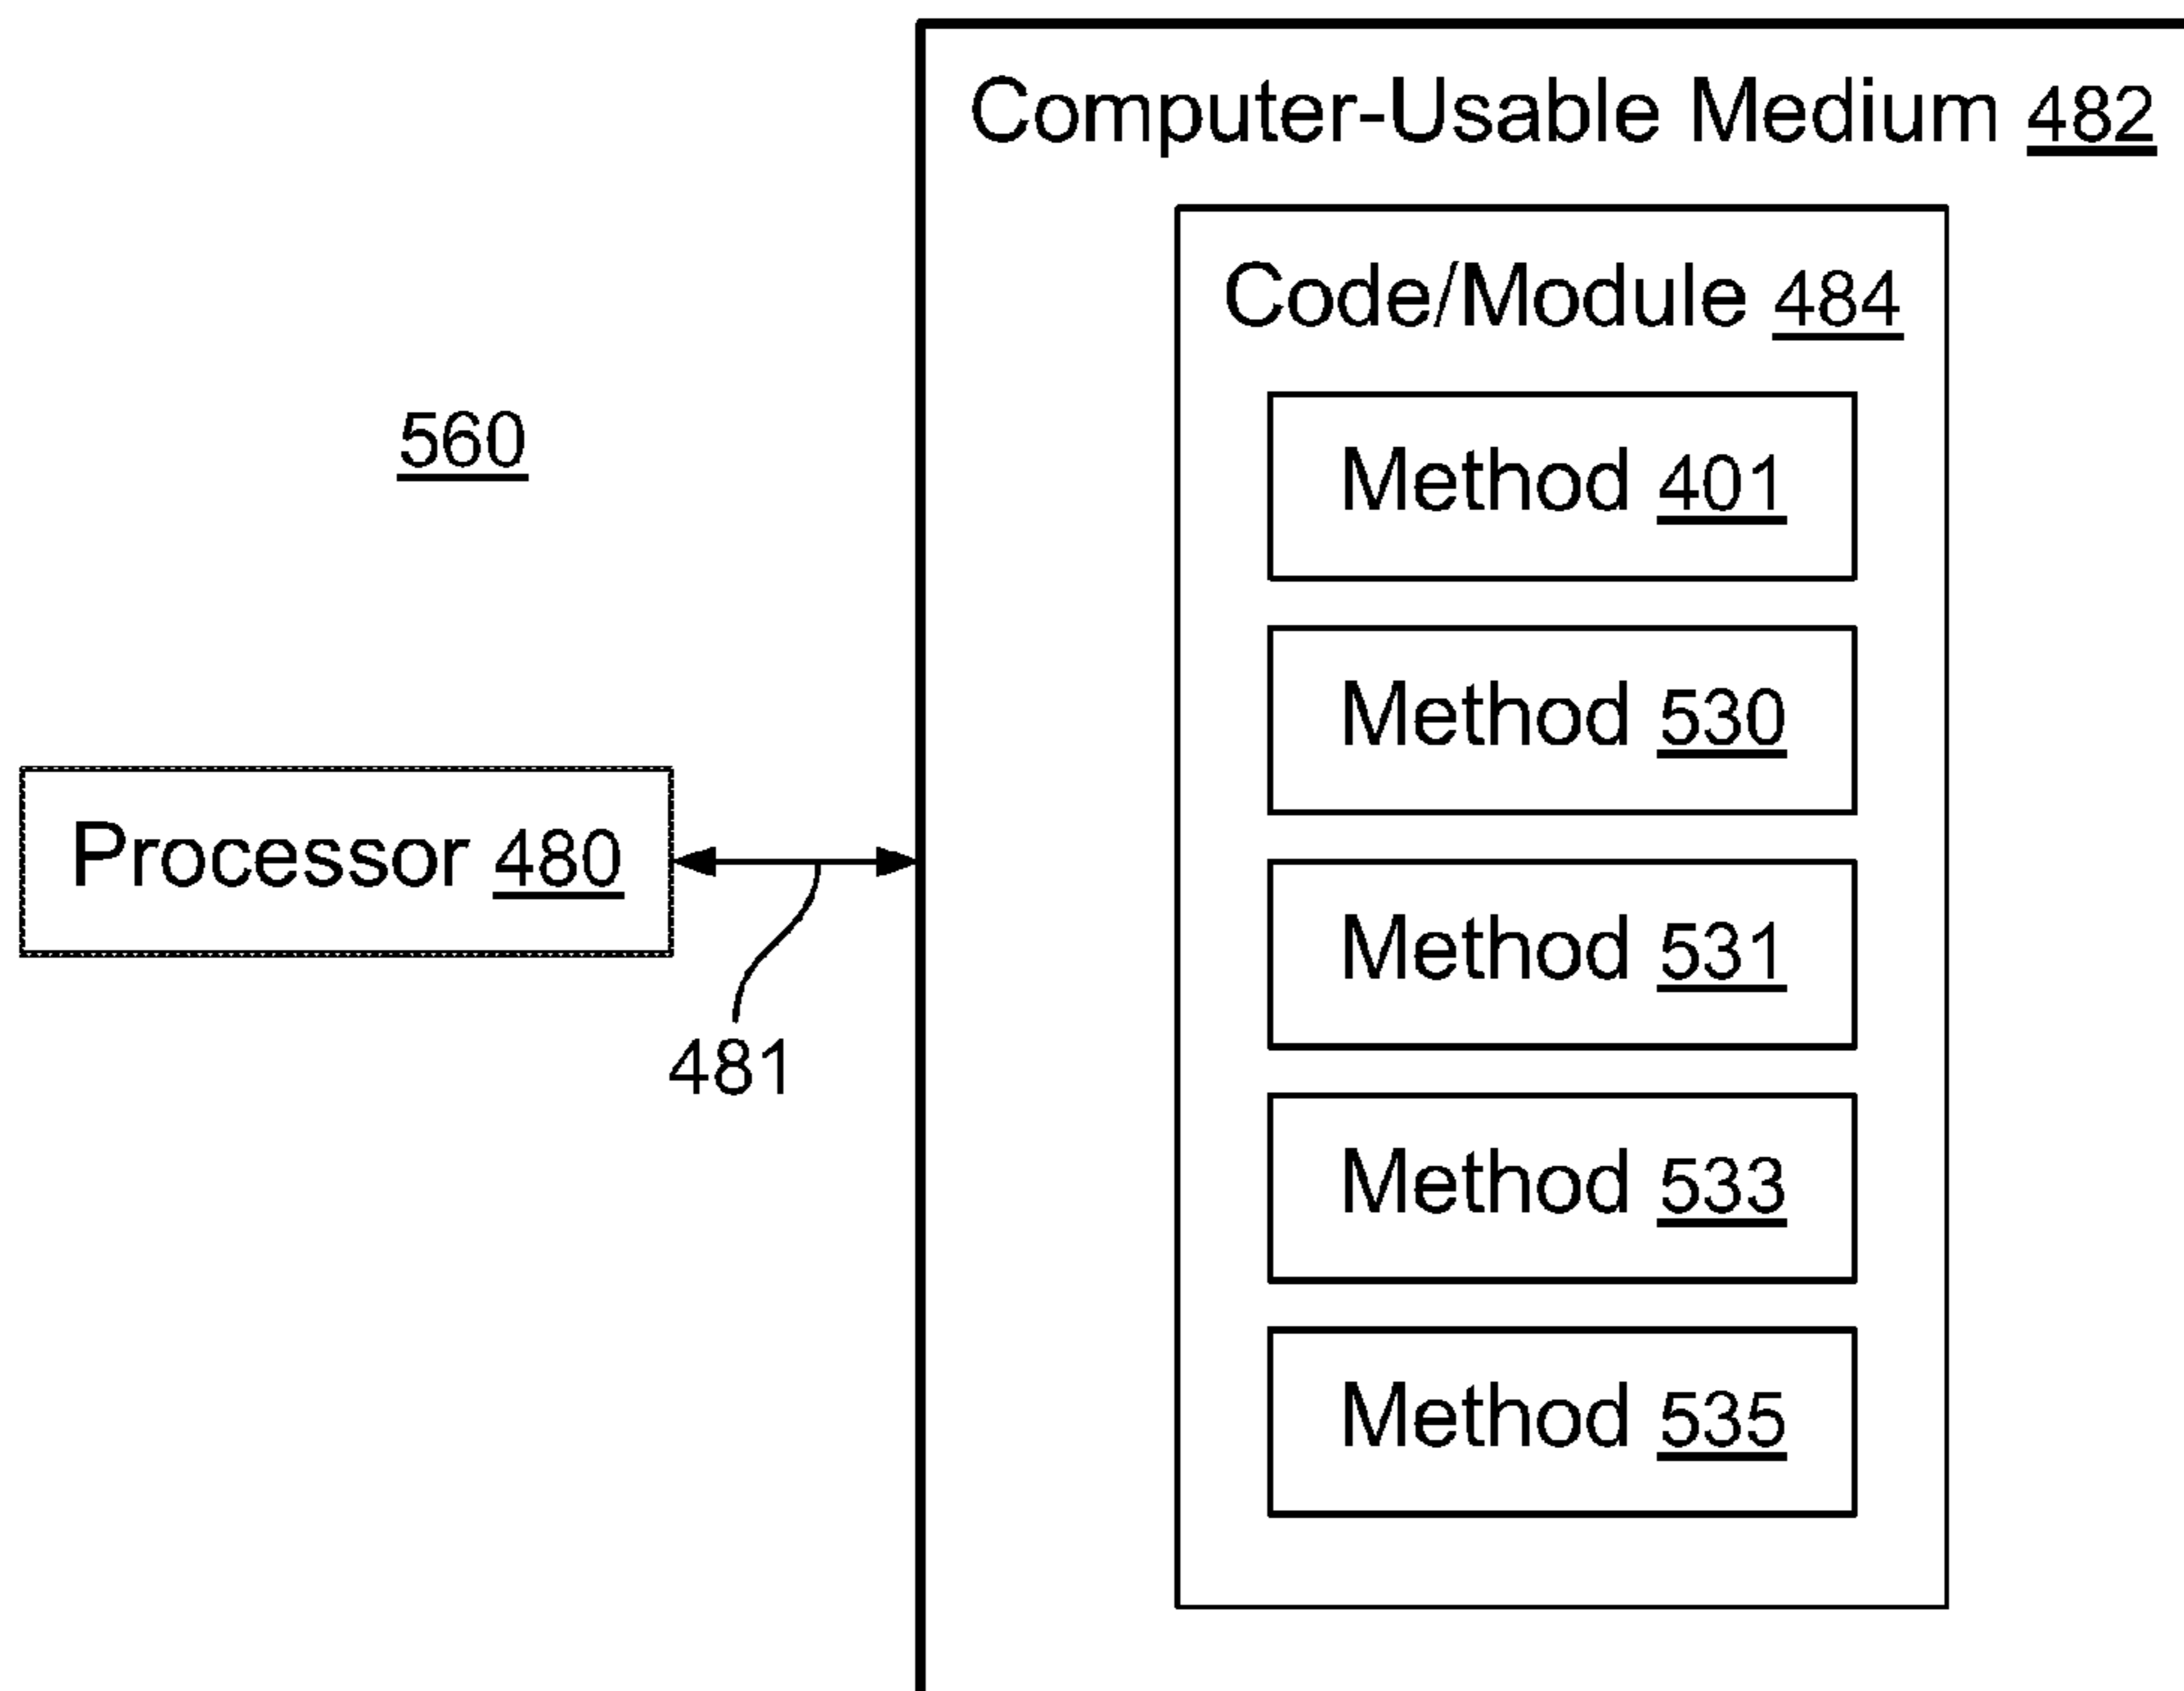 Computer-Usable Medium 482
Code/Module 484
560
Method 401
Method 530
Processor 480
Method 531
481
Method 533
Method 535